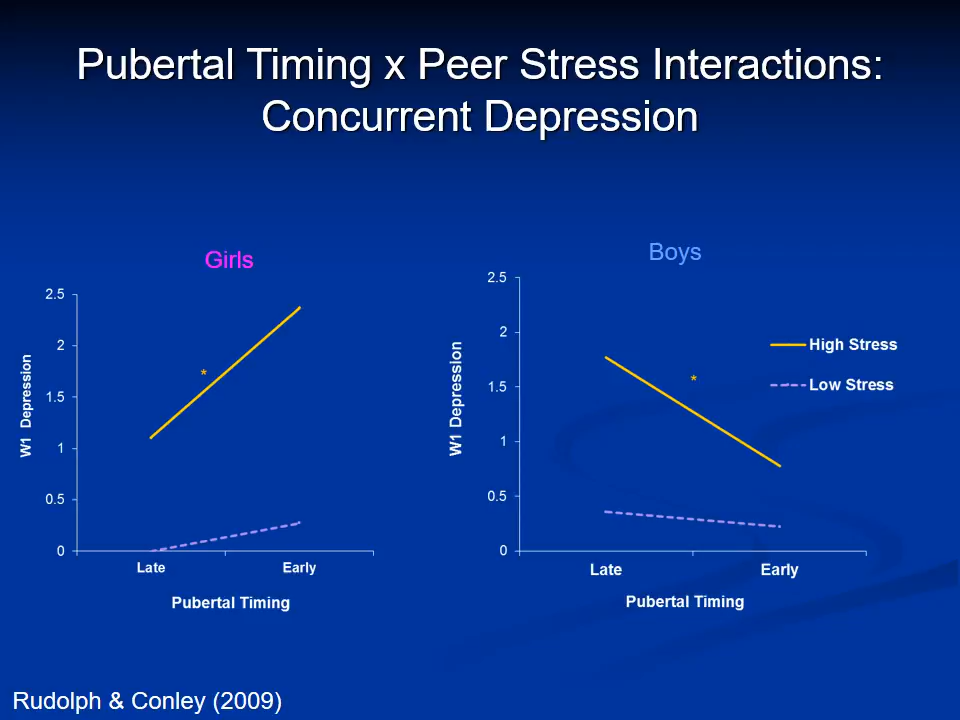 Pubertal Timing x Peer Stress Interactions:
Concurrent Depression
Girls
2.5
2
1.5
1
0.5
0
W1 Depression
*
Late
Early
Pubertal Timing
Boys
2.5
2
1.5
1
0.5
0
W1 Depression
*
Late
Early
Pubertal Timing
High Stress
Low Stress
Rudolph & Conley (2009)